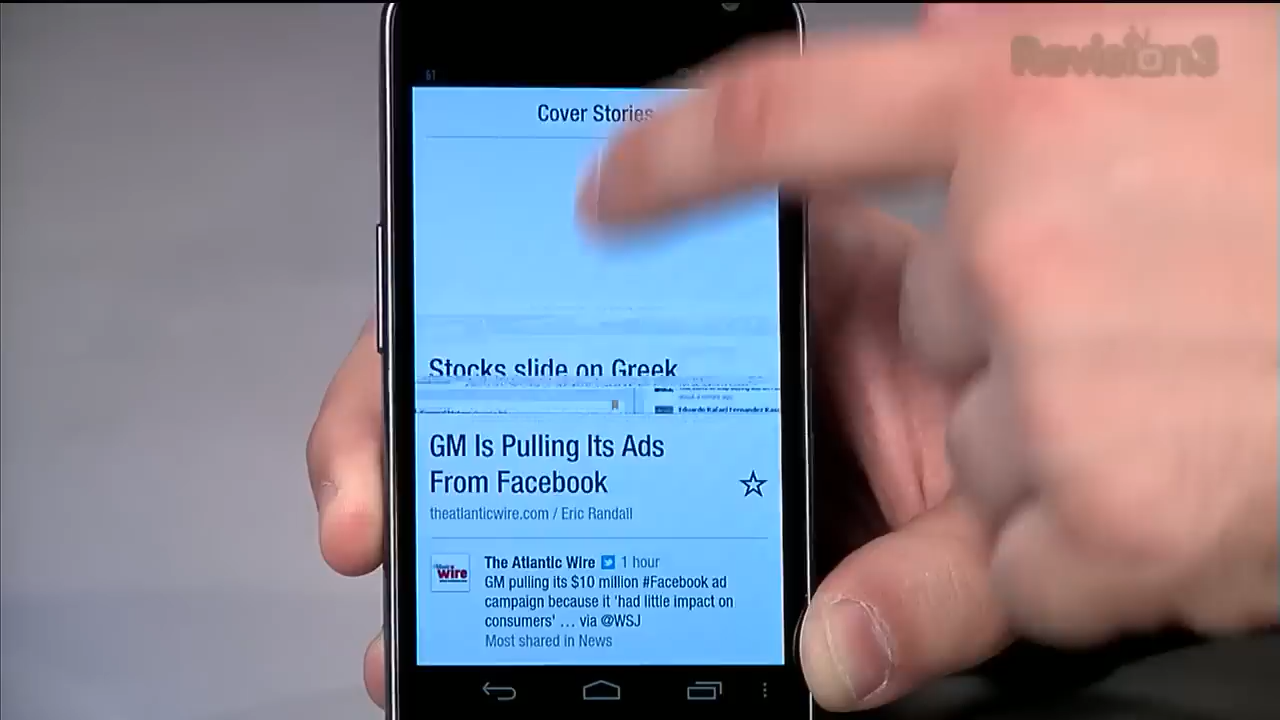 Revision3
Cover Stories
Stocks slide on Greek
GM Is Pulling Its Ads
From Facebook
theatlanticwire.com / Eric Randall
The Atlantic Wire 1 hour
wire
GM pulling its $10 million #Facebook ad
campaign because it 'had little impact on
consumers' ... via @WSJ
Most shared in News